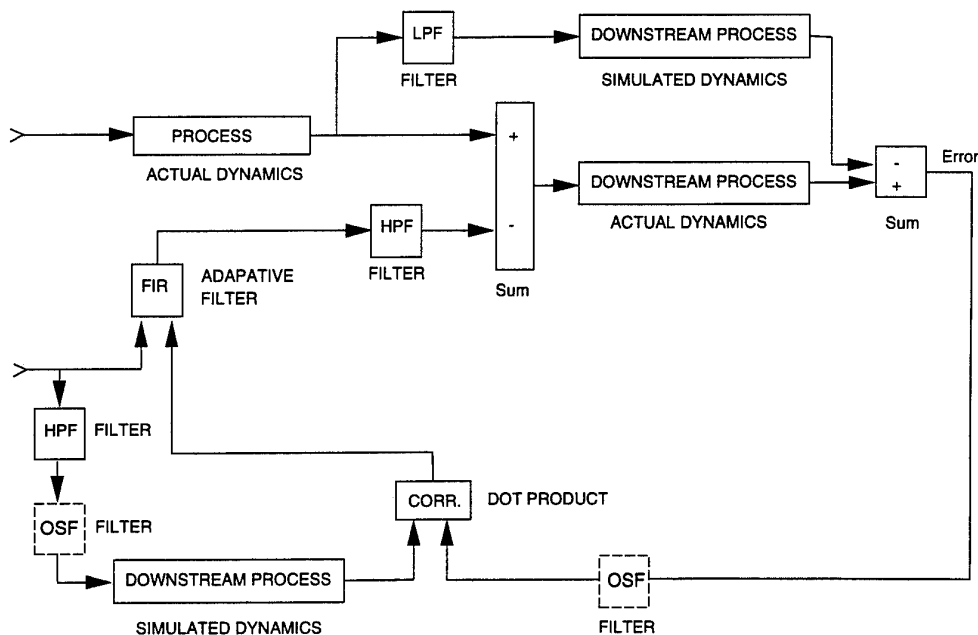 LPF
FILTER
DOWNSTREAM PROCESS
SIMULATED DYNAMICS
PROCESS
ACTUAL DYNAMICS
+
-
Sum
DOWNSTREAM PROCESS
ACTUAL DYNAMICS
-
+
Sum
Error
HPF
FILTER
FIR
ADAPATIVE
FILTER
HPF
FILTER
OSF
FILTER
DOWNSTREAM PROCESS
SIMULATED DYNAMICS
CORR.
DOT PRODUCT
OSF
FILTER